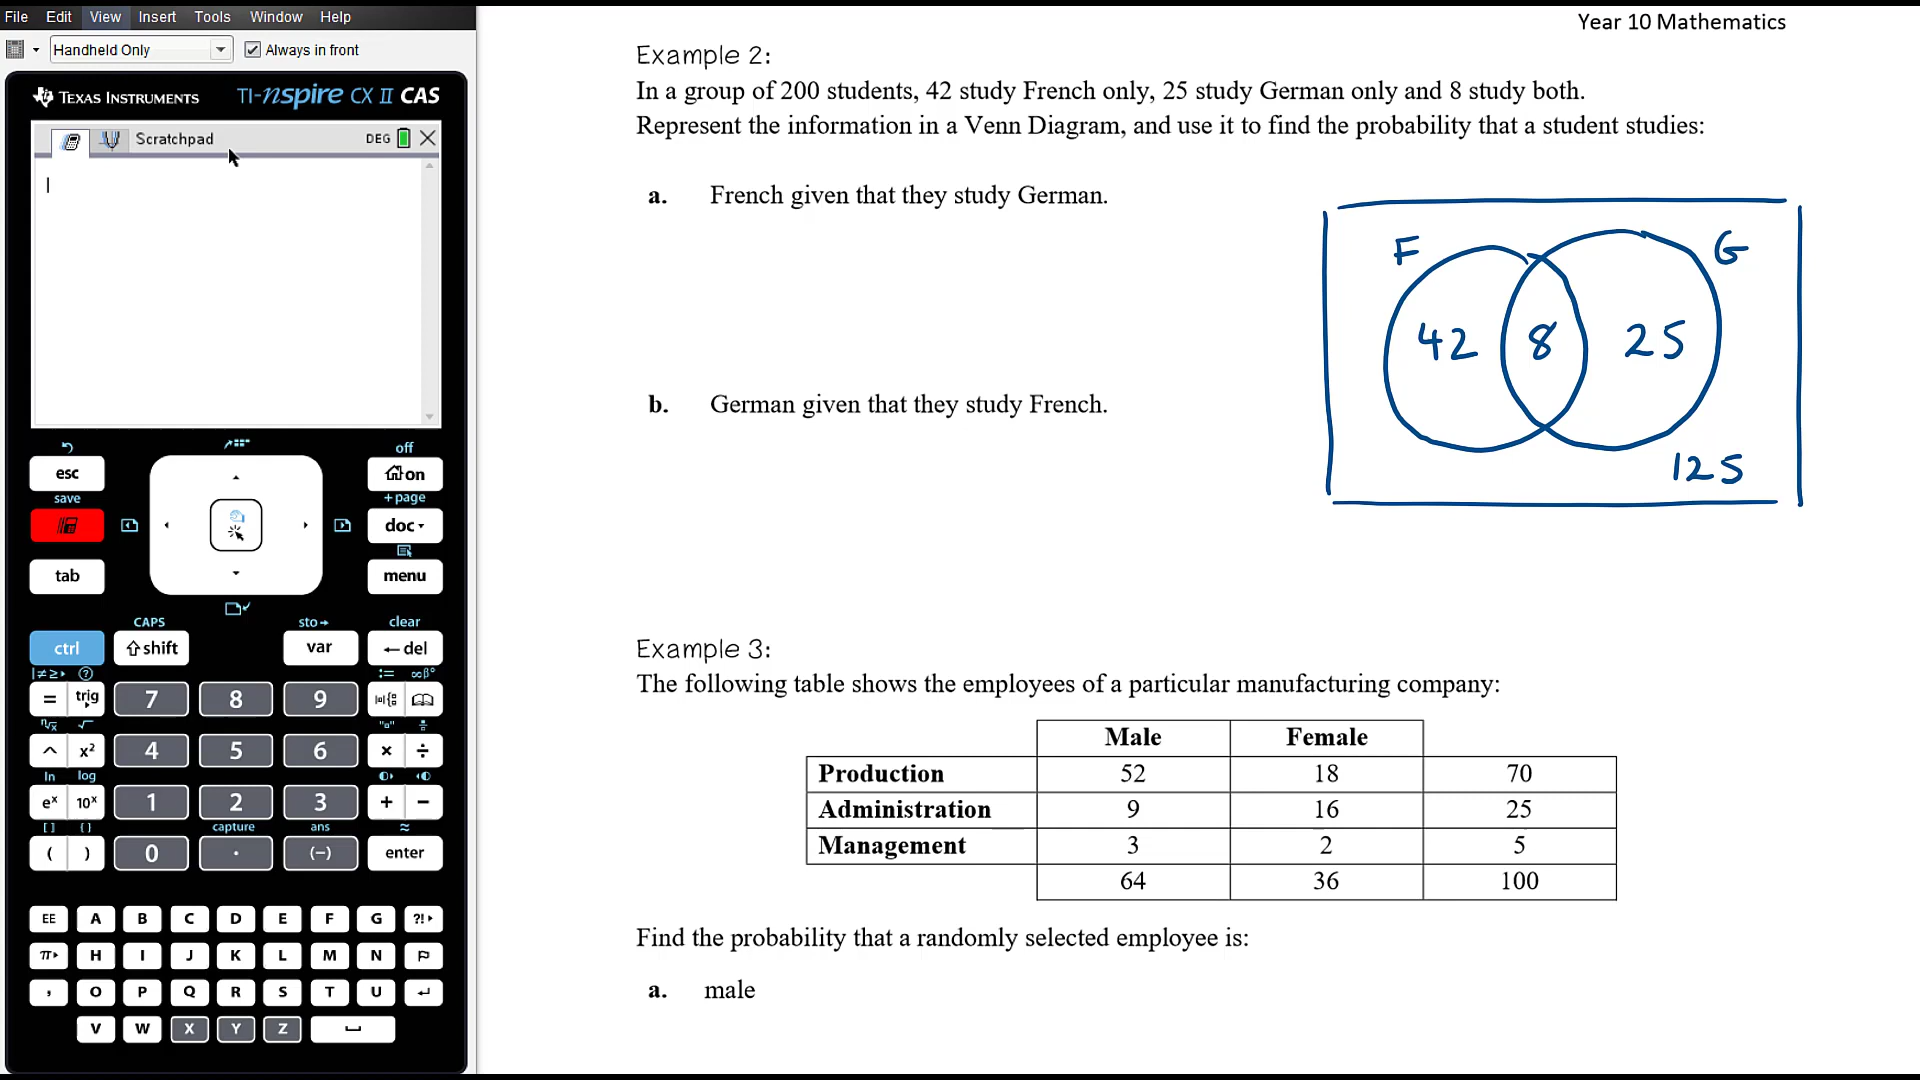 File Edit View Insert Tools Window Help
Handheld Only Always in front
TEXAS INSTRUMENTS TI-nspire CX II CAS
Scratchpad DEG
off
esc on
save + page
doc
tab menu
CAPS sto→ clear
ctrl ⇧shift var ←del
|≠≥▸ ? := ∞β°
= trig 7 8 9
ⁿ√x √ "□" ÷
^ x² 4 5 6 × ÷
ln log
eˣ 10ˣ 1 2 3 + −
[ ] { } capture ans ≈
( ) 0 . (−) enter
EE A B C D E F G ?!▸
π▸ H I J K L M N
, O P Q R S T U ↵
V W X Y Z
Year 10 Mathematics
Example 2:
In a group of 200 students, 42 study French only, 25 study German only and 8 study both.
Represent the information in a Venn Diagram, and use it to find the probability that a student studies:
a. French given that they study German.
F G
42 8 25
125
b. German given that they study French.
Example 3:
The following table shows the employees of a particular manufacturing company:
Male Female
Production 52 18 70
Administration 9 16 25
Management 3 2 5
64 36 100
Find the probability that a randomly selected employee is:
a. male